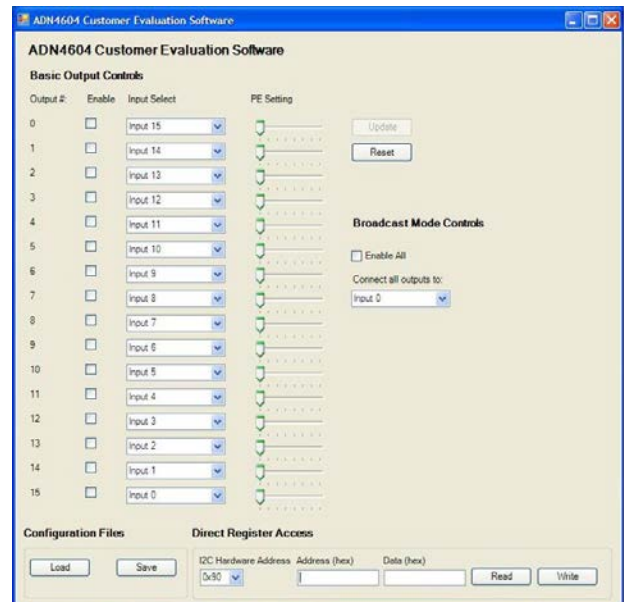 ADN4604 Customer Evaluation Software
ADN4604 Customer Evaluation Software
Basic Output Controls
Output #: Enable Input Select PE Setting
0 Input 15 Update
1 Input 14 Reset
2 Input 13
3 Input 12
4 Input 11 Broadcast Mode Controls
5 Input 10 Enable All
6 Input 9 Connect all outputs to:
7 Input 8 Input 0
8 Input 7
9 Input 6
10 Input 5
11 Input 4
12 Input 3
13 Input 2
14 Input 1
15 Input 0
Configuration Files Direct Register Access
I2C Hardware Address Address (hex) Data (hex)
Load Save 0x90 Read Write